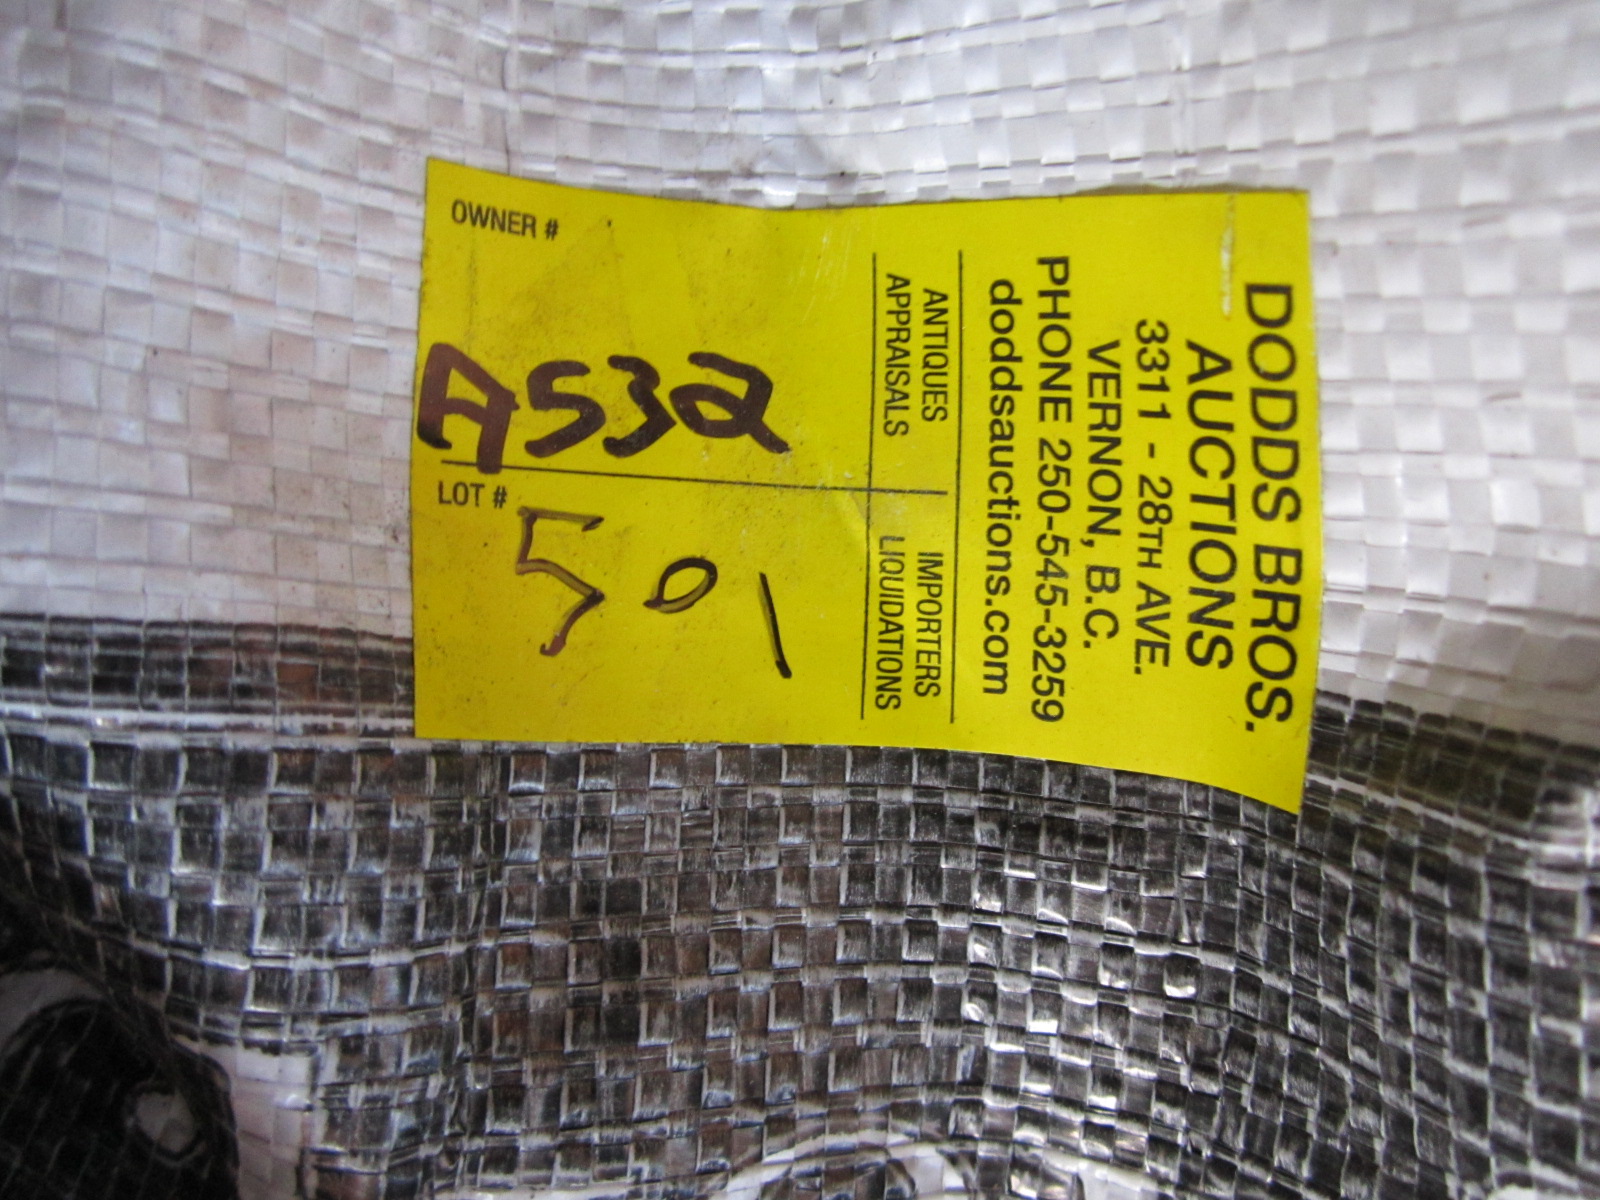 DODDS BROS.
AUCTIONS
3311 - 28TH AVE.
VERNON, B.C.
PHONE 250-545-3259
doddsauctions.com
ANTIQUES IMPORTERS
APPRAISALS LIQUIDATIONS
OWNER # LOT #
A532 50-